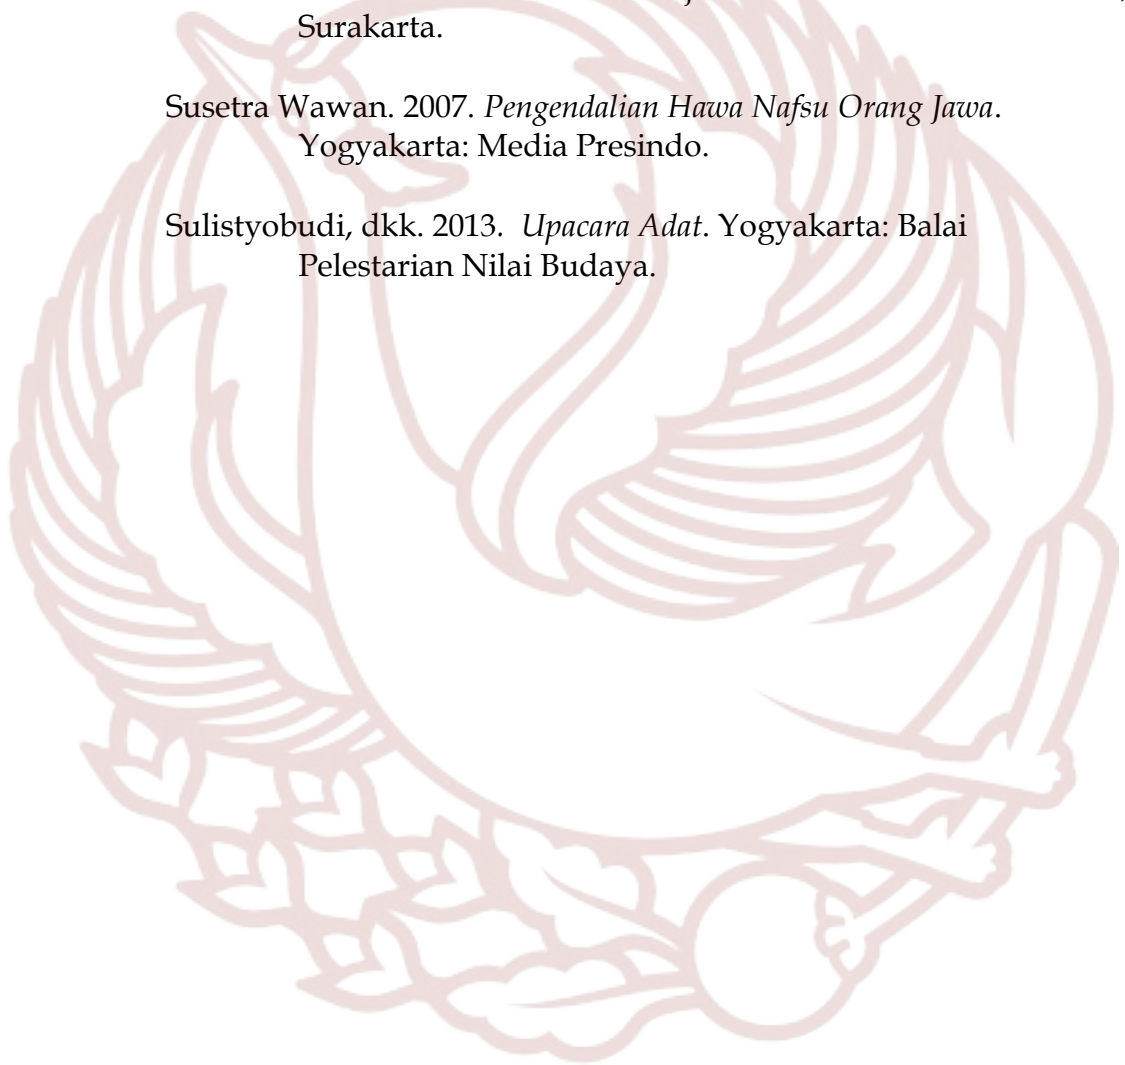 Surakarta.
Susetra Wawan. 2007. Pengendalian Hawa Nafsu Orang Jawa.
Yogyakarta: Media Presindo.
Sulistyobudi, dkk. 2013. Upacara Adat. Yogyakarta: Balai
Pelestarian Nilai Budaya.